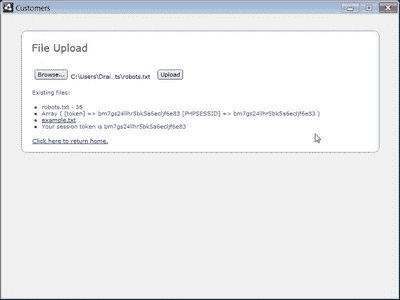 Customers
File Upload
Browse... C:\Users\Drai..ts\robots.txt Upload
Existing files:
robots.txt - 36
Array ( [token] => bm7gs24llhr5bk5a6ecljf6e83 [PHPSESSID] => bm7gs24llhr5bk5a6ecljf6e83 )
example.txt
Your session token is bm7gs24llhr5bk5a6ecljf6e83
Click here to return home.